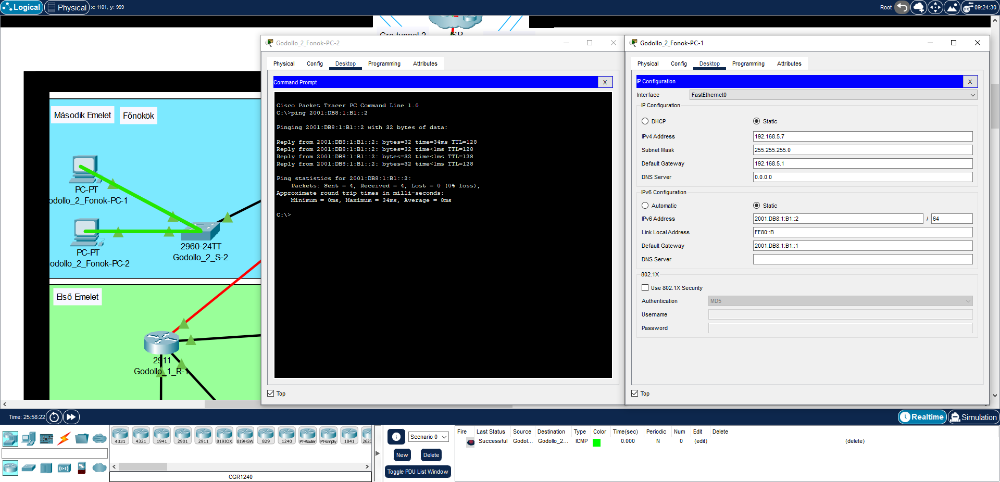 Logical
Physical
x: 1101, y: 999
Root
09:24:30
ISP
Második Emelet
Főnökök
PC-PT
odollo_2_Fonok-PC-1
PC-PT
odollo_2_Fonok-PC-2
2960-24TT
Godollo_2_S-2
Első Emelet
2911
Godollo_1_R-1
Godollo_2_Fonok-PC-2
Physical
Config
Desktop
Programming
Attributes
Command Prompt
X
Cisco Packet Tracer PC Command Line 1.0
C:\>ping 2001:DB8:1:B1::2
Pinging 2001:DB8:1:B1::2 with 32 bytes of data:
Reply from 2001:DB8:1:B1::2: bytes=32 time=34ms TTL=128
Reply from 2001:DB8:1:B1::2: bytes=32 time<1ms TTL=128
Reply from 2001:DB8:1:B1::2: bytes=32 time<1ms TTL=128
Reply from 2001:DB8:1:B1::2: bytes=32 time<1ms TTL=128
Ping statistics for 2001:DB8:1:B1::2:
Packets: Sent = 4, Received = 4, Lost = 0 (0% loss),
Approximate round trip times in milli-seconds:
Minimum = 0ms, Maximum = 34ms, Average = 8ms
C:\>
Top
Godollo_2_Fonok-PC-1
Physical
Config
Desktop
Programming
Attributes
IP Configuration
X
Interface
FastEthernet0
IP Configuration
DHCP
Static
IPv4 Address
192.168.5.7
Subnet Mask
255.255.255.0
Default Gateway
192.168.5.1
DNS Server
0.0.0.0
IPv6 Configuration
Automatic
Static
IPv6 Address
2001:DB8:1:B1::2
/
64
Link Local Address
FE80::B
Default Gateway
2001:DB8:1:B1::1
DNS Server
802.1X
Use 802.1X Security
Authentication
MD5
Username
Password
Top
Time: 25:58:22
Realtime
Simulation
4331
4321
1941
2901
2911
819IOX
819HGW
829
1240
PT-Router
PT-Empty
1841
2620
CGR1240
Scenario 0
New
Delete
Toggle PDU List Window
Fire
Last Status
Source
Destination
Type
Color
Time(sec)
Periodic
Num
Edit
Delete
Successful
Godol...
Godollo_2...
ICMP
0.000
N
0
(edit)
(delete)